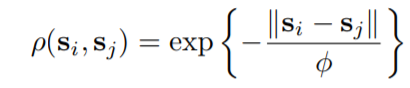 ρ(𝐬ᵢ, 𝐬ⱼ) = exp { − ‖𝐬ᵢ − 𝐬ⱼ‖ / ϕ }